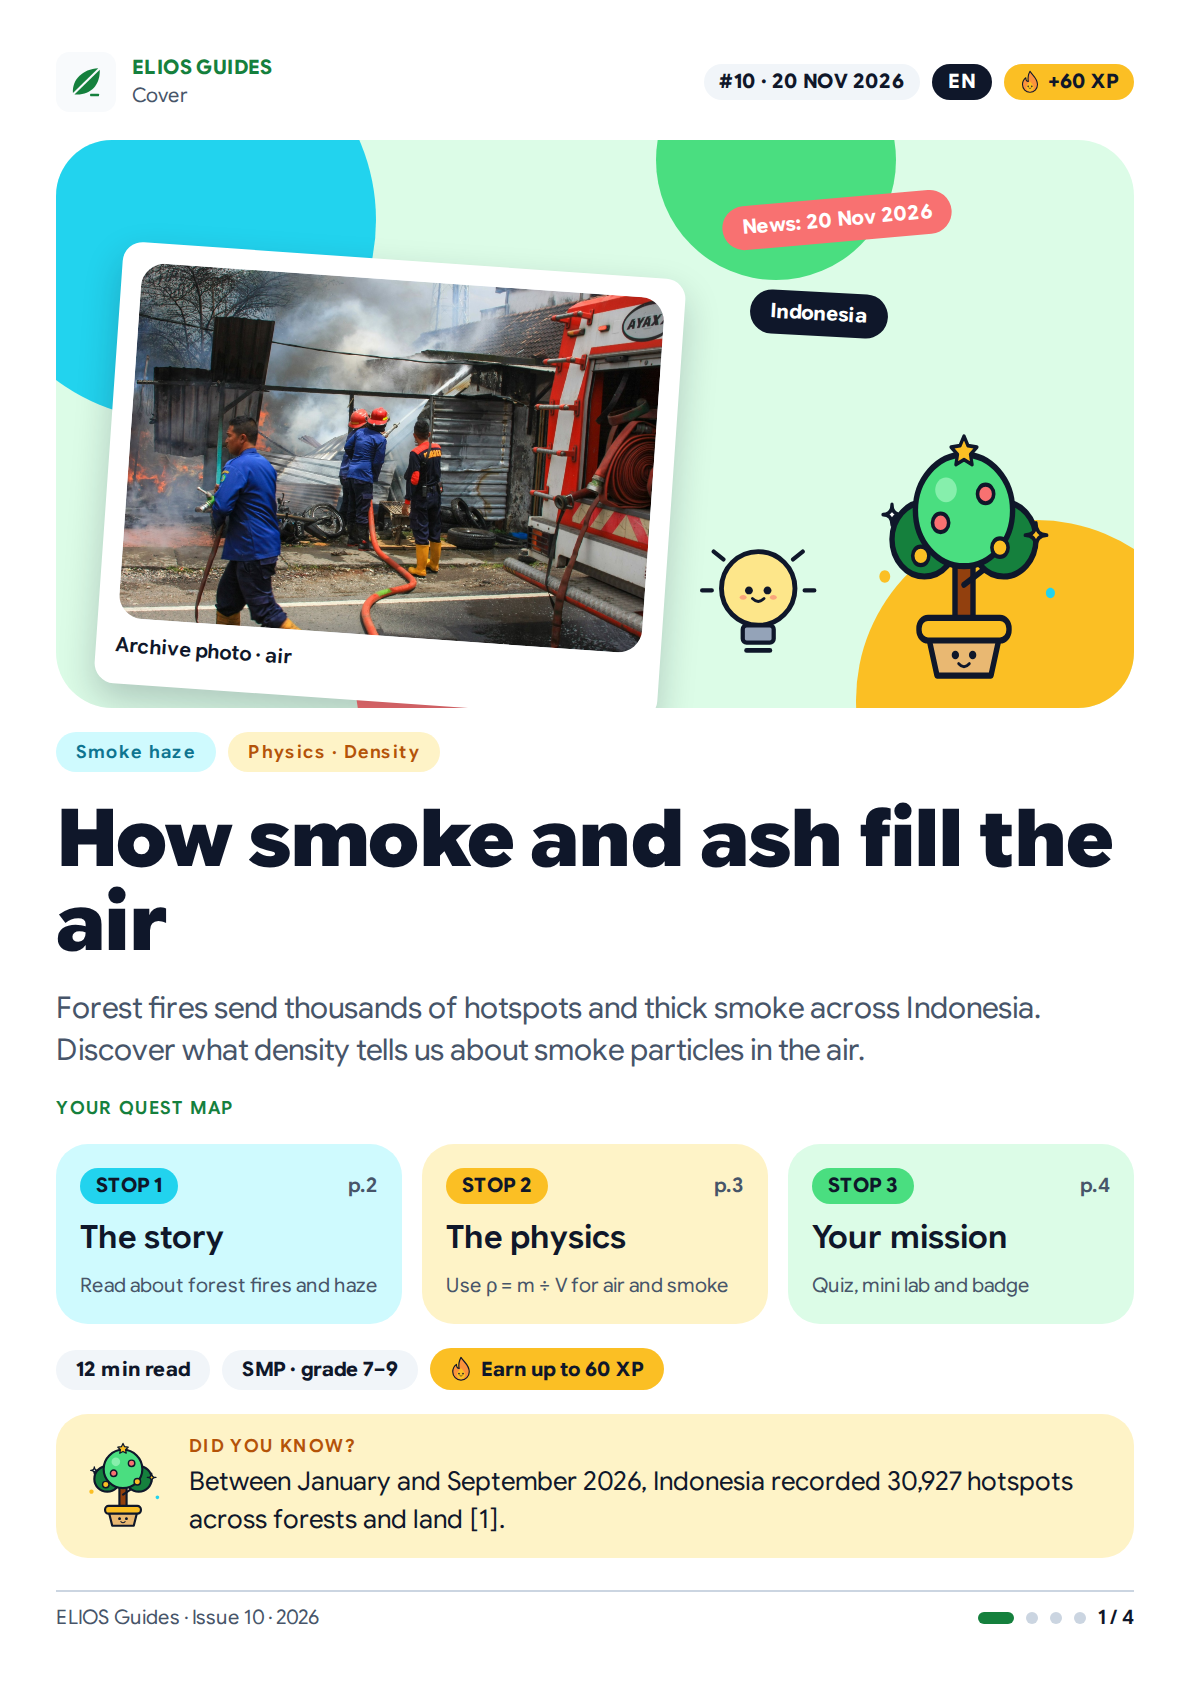 ELIOS GUIDES
Cover
#10 · 20 NOV 2026
EN
+60 XP
News: 20 Nov 2026
Indonesia
AYAX
Archive photo · air
Smoke haze
Physics · Density
How smoke and ash fill the
air
Forest fires send thousands of hotspots and thick smoke across Indonesia.
Discover what density tells us about smoke particles in the air.
YOUR QUEST MAP
STOP 1
p.2
The story
Read about forest fires and haze
STOP 2
p.3
The physics
Use ρ = m ÷ V for air and smoke
STOP 3
p.4
Your mission
Quiz, mini lab and badge
12 min read
SMP · grade 7–9
Earn up to 60 XP
DID YOU KNOW?
Between January and September 2026, Indonesia recorded 30,927 hotspots
across forests and land [1].
ELIOS Guides · Issue 10 · 2026
1 / 4